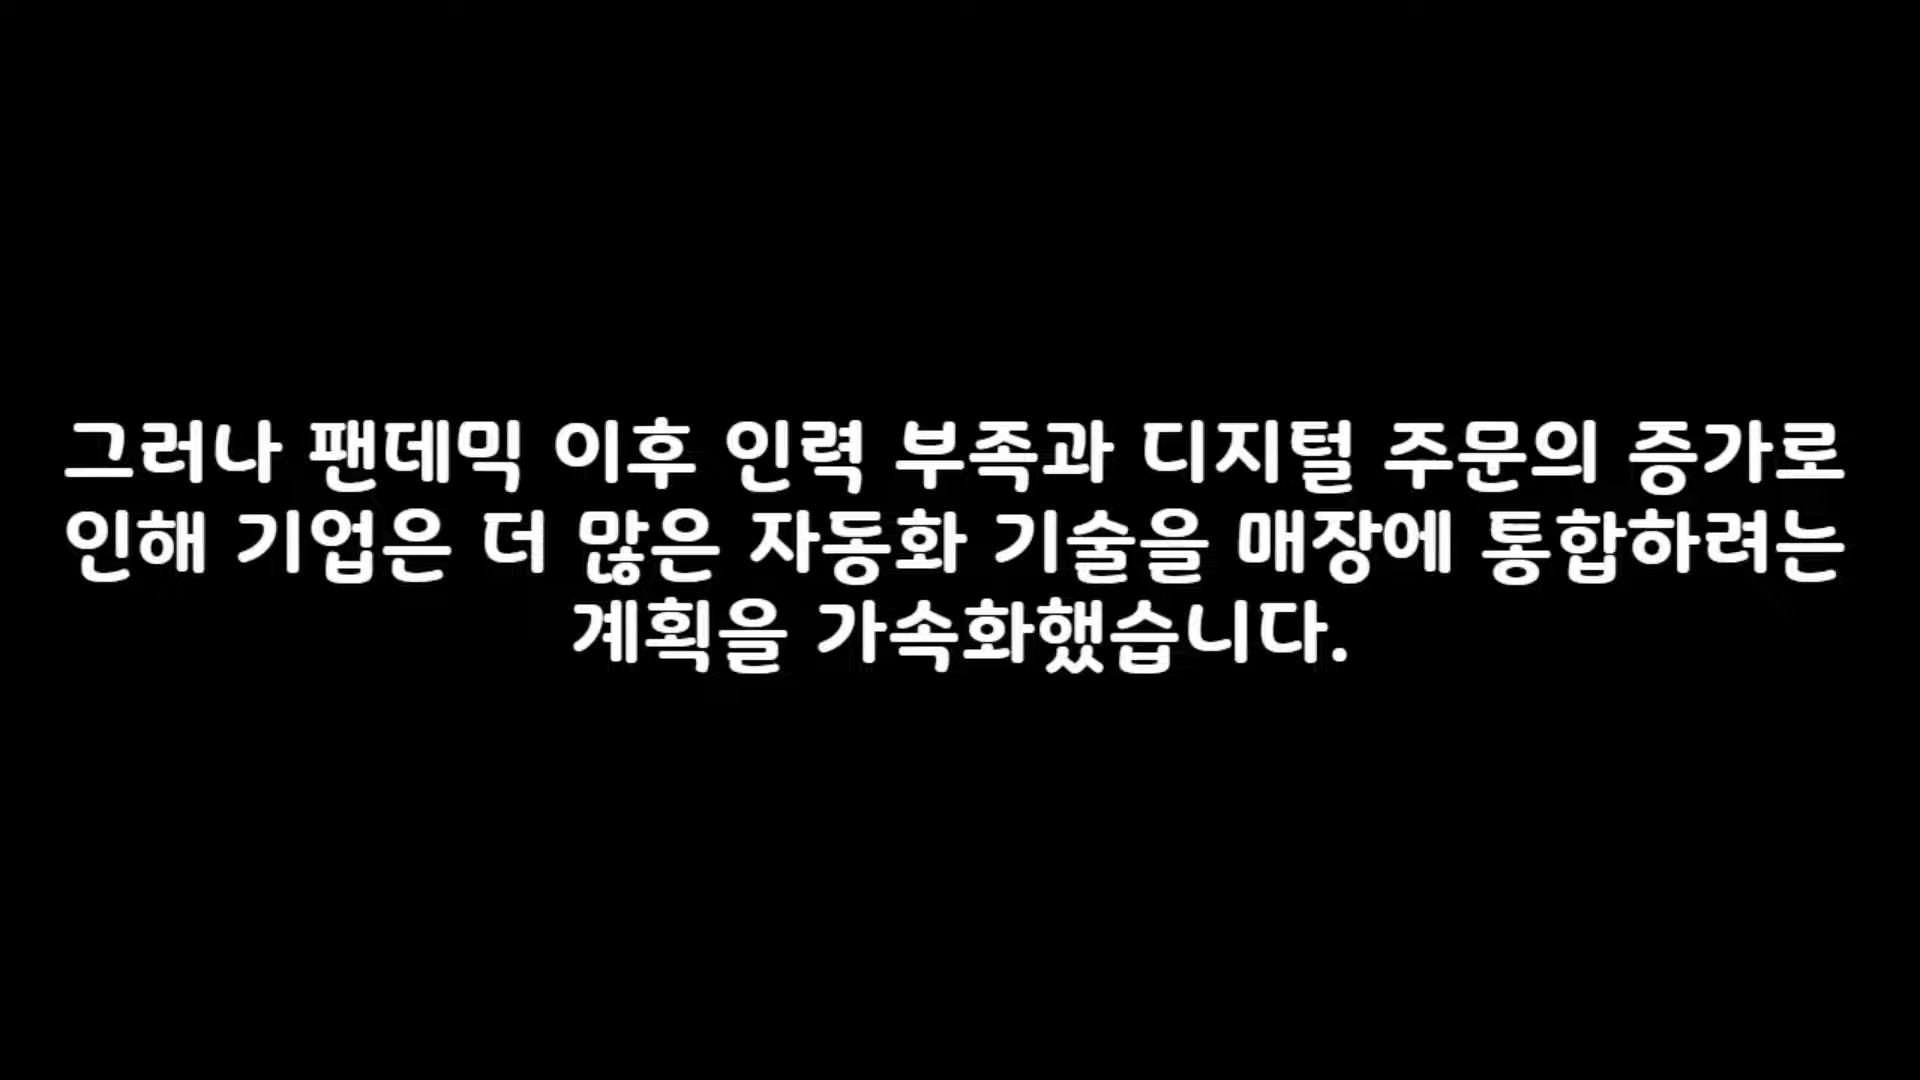 그러나 팬데믹 이후 인력 부족과 디지털 주문의 증가로
인해 기업은 더 많은 자동화 기술을 매장에 통합하려는
계획을 가속화했습니다.